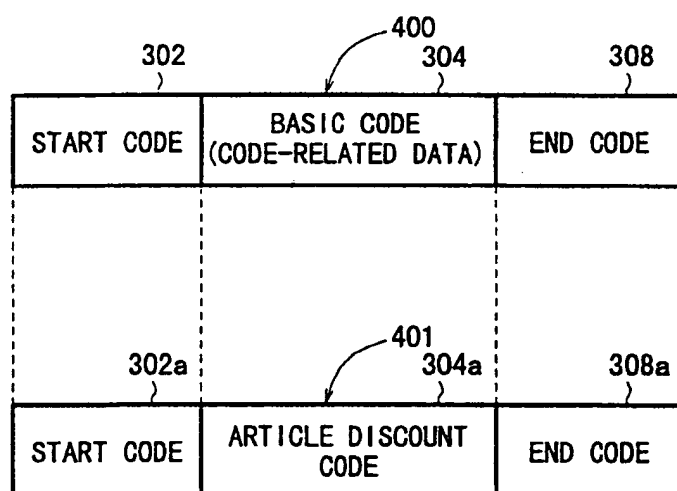 400
302 304 308
START CODE BASIC CODE (CODE-RELATED DATA) END CODE
401
302a 304a 308a
START CODE ARTICLE DISCOUNT CODE END CODE